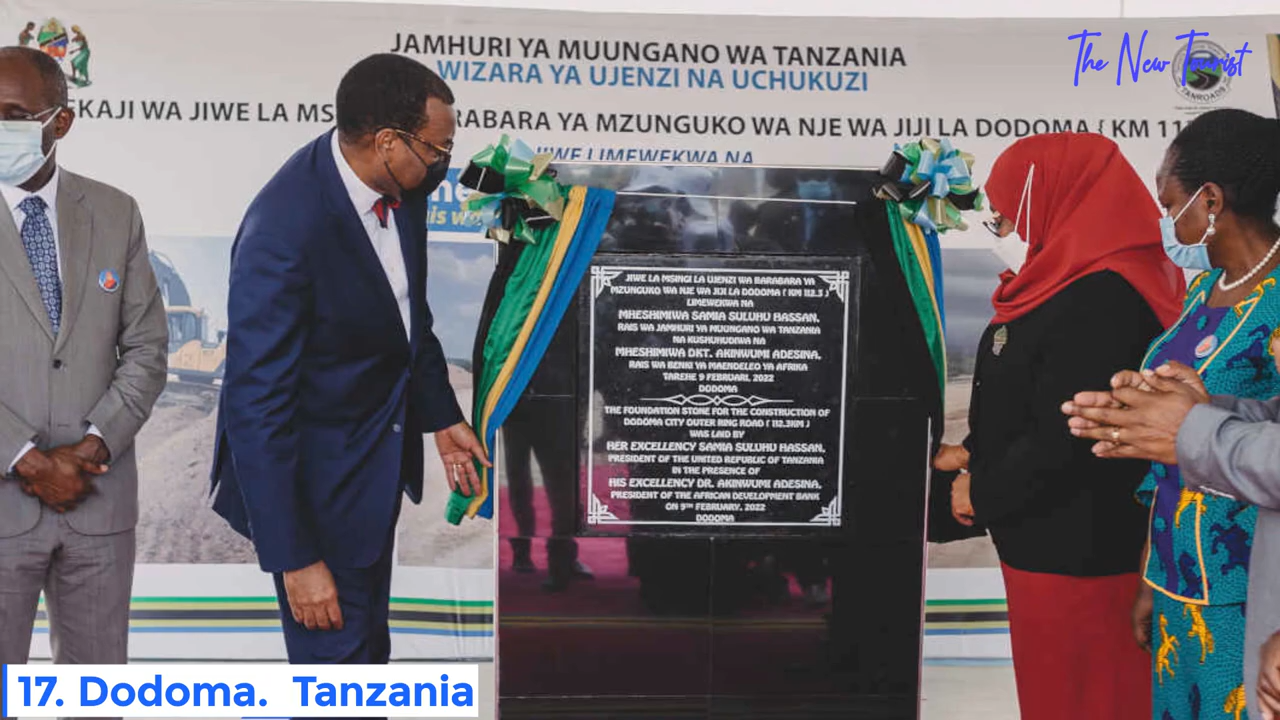 The New Tourist
JAMHURI YA MUUNGANO WA TANZANIA
WIZARA YA UJENZI NA UCHUKUZI
TANROADS
WA JIWE LA YA MZUNGUKO WA NJE WA JIJI LA DODOMA { KM
JIWE LIMEWEKWA NA
JIWE LA MSINGI LA UJENZI WA BARABARA YA
MZUNGUKO WA NJE WA JIJI LA DODOMA [ KM 112.3 ]
LIMEWEKWA NA
MHESHIMIWA SAMIA SULUHU HASSAN,
RAIS WA JAMHURI YA MUUNGANO WA TANZANIA
NA KUSHUHUDIWA NA
MHESHIMIWA DKT. AKINWUMI ADESINA,
RAIS WA BENKI YA MAENDELEO YA AFRIKA
TAREHE 9 FEBRUARI, 2022
DODOMA
THE FOUNDATION STONE FOR THE CONSTRUCTION OF
DODOMA CITY OUTER RING ROAD [ 112.3KM ]
WAS LAID BY
HER EXCELLENCY SAMIA SULUHU HASSAN,
PRESIDENT OF THE UNITED REPUBLIC OF TANZANIA
IN THE PRESENCE OF
HIS EXCELLENCY DR. AKINWUMI ADESINA,
PRESIDENT OF THE AFRICAN DEVELOPMENT BANK
ON 9TH FEBRUARY, 2022
DODOMA
17. Dodoma. Tanzania